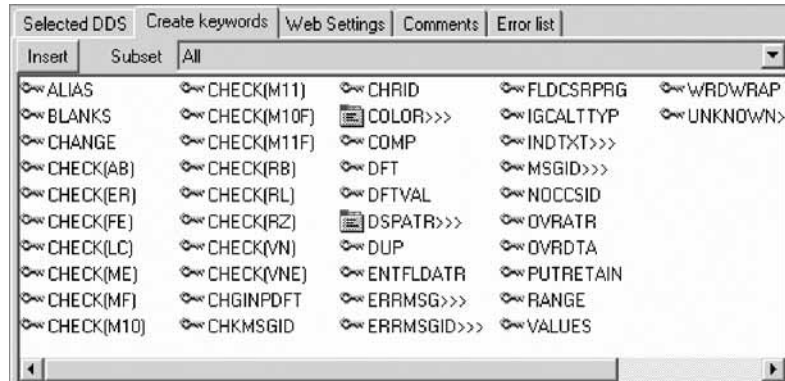 Selected DDS Create keywords Web Settings Comments Error list
Insert Subset All
ALIAS CHECK(M11) CHRID FLDCSRPRG WRDWRAP
BLANKS CHECK(M10F) COLOR>>> IGCALTTYP UNKNOWN>
CHANGE CHECK(M11F) COMP INDTXT>>>
CHECK(AB) CHECK(RB) DFT MSGID>>>
CHECK(ER) CHECK(RL) DFTVAL NOCCSID
CHECK(FE) CHECK(RZ) DSPATR>>> OVRATR
CHECK(LC) CHECK(VN) DUP OVRDTA
CHECK(ME) CHECK(VNE) ENTFLDATR PUTRETAIN
CHECK(MF) CHGINPDFT ERRMSG>>> RANGE
CHECK(M10) CHKMSGID ERRMSGID>>> VALUES